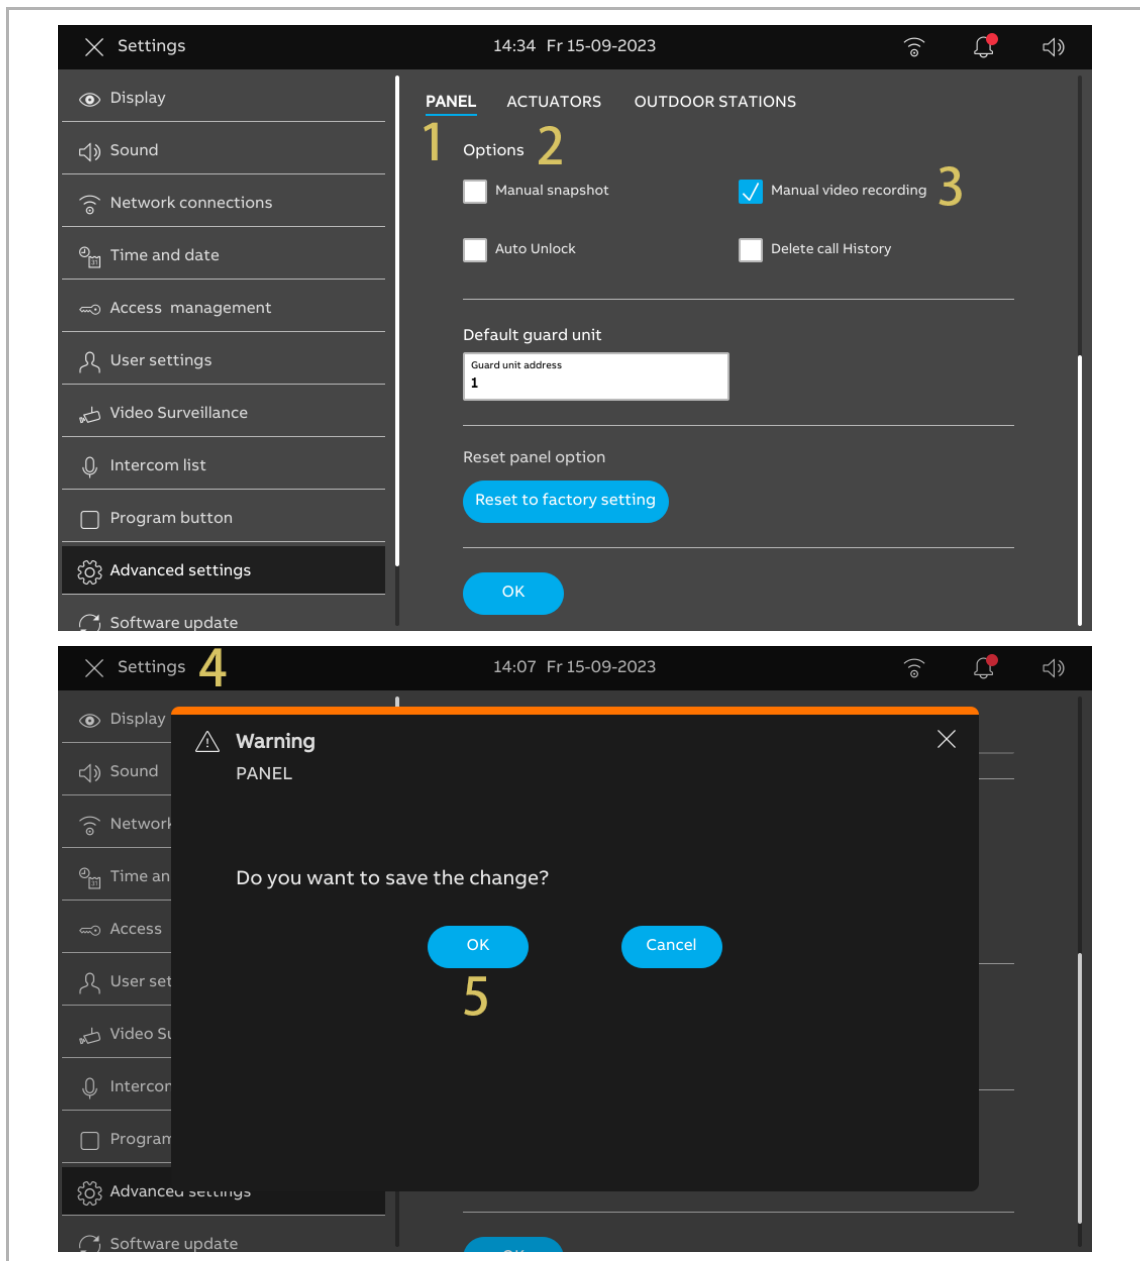 Settings 14:34 Fr 15-09-2023
Display
Sound
Network connections
Time and date
Access management
User settings
Video Surveillance
Intercom list
Program button
Advanced settings
Software update
PANEL ACTUATORS OUTDOOR STATIONS
1 Options 2
Manual snapshot Manual video recording 3
Auto Unlock Delete call History
Default guard unit
Guard unit address
1
Reset panel option
Reset to factory setting
OK
Settings 4 14:07 Fr 15-09-2023
Display
Sound
Network
Time an
Access
User set
Video Su
Intercom
Program
Advanced settings
Software update
Warning
PANEL
Do you want to save the change?
OK Cancel
5
OK